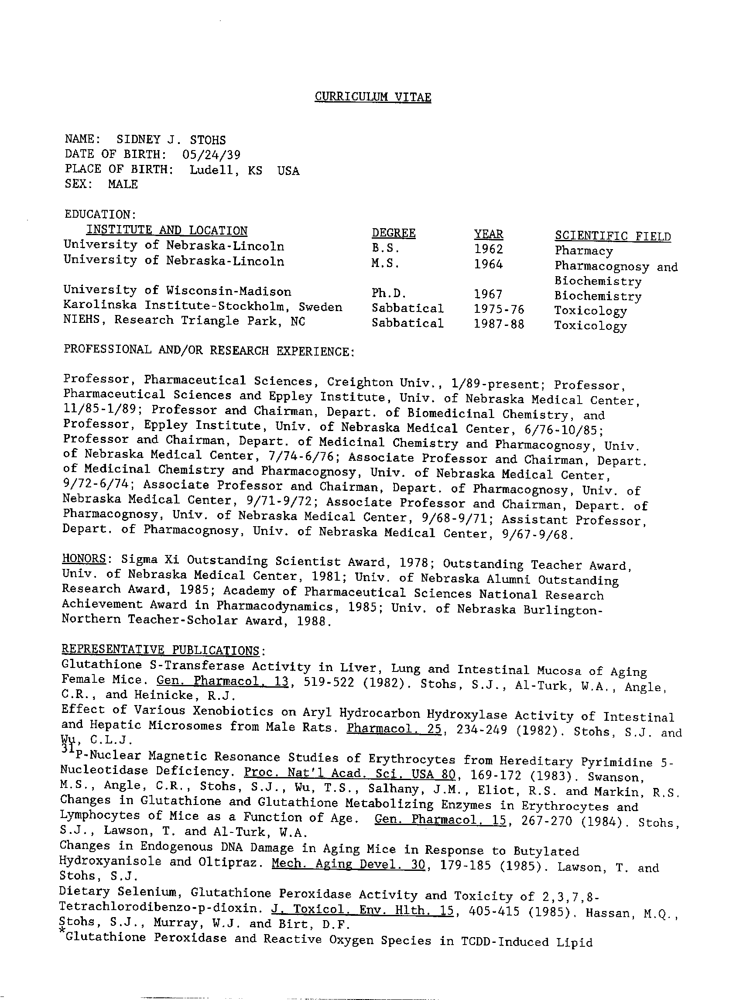 CURRICULUM VITAE
NAME: SIDNEY J. STOHS
DATE OF BIRTH: 05/24/39
PLACE OF BIRTH: Ludell, KS USA
SEX: MALE
EDUCATION:
INSTITUTE AND LOCATION DEGREE YEAR SCIENTIFIC FIELD
University of Nebraska-Lincoln B.S. 1962 Pharmacy
University of Nebraska-Lincoln M.S. 1964 Pharmacognosy and
Biochemistry
University of Wisconsin-Madison Ph.D. 1967 Biochemistry
Karolinska Institute-Stockholm, Sweden Sabbatical 1975-76 Toxicology
NIEHS, Research Triangle Park, NC Sabbatical 1987-88 Toxicology
PROFESSIONAL AND/OR RESEARCH EXPERIENCE:
Professor, Pharmaceutical Sciences, Creighton Univ., 1/89-present; Professor,
Pharmaceutical Sciences and Eppley Institute, Univ. of Nebraska Medical Center,
11/85-1/89; Professor and Chairman, Depart. of Biomedicinal Chemistry, and
Professor, Eppley Institute, Univ. of Nebraska Medical Center, 6/76-10/85;
Professor and Chairman, Depart. of Medicinal Chemistry and Pharmacognosy, Univ.
of Nebraska Medical Center, 7/74-6/76; Associate Professor and Chairman, Depart.
of Medicinal Chemistry and Pharmacognosy, Univ. of Nebraska Medical Center,
9/72-6/74; Associate Professor and Chairman, Depart. of Pharmacognosy, Univ. of
Nebraska Medical Center, 9/71-9/72; Associate Professor and Chairman, Depart. of
Pharmacognosy, Univ. of Nebraska Medical Center, 9/68-9/71; Assistant Professor,
Depart. of Pharmacognosy, Univ. of Nebraska Medical Center, 9/67-9/68.
HONORS: Sigma Xi Outstanding Scientist Award, 1978; Outstanding Teacher Award,
Univ. of Nebraska Medical Center, 1981; Univ. of Nebraska Alumni Outstanding
Research Award, 1985; Academy of Pharmaceutical Sciences National Research
Achievement Award in Pharmacodynamics, 1985; Univ. of Nebraska Burlington-
Northern Teacher-Scholar Award, 1988.
REPRESENTATIVE PUBLICATIONS:
Glutathione S-Transferase Activity in Liver, Lung and Intestinal Mucosa of Aging
Female Mice. Gen. Pharmacol. 13, 519-522 (1982). Stohs, S.J., Al-Turk, W.A., Angle,
C.R., and Heinicke, R.J.
Effect of Various Xenobiotics on Aryl Hydrocarbon Hydroxylase Activity of Intestinal
and Hepatic Microsomes from Male Rats. Pharmacol. 25, 234-249 (1982). Stohs, S.J. and
Wu, C.L.J.
31P-Nuclear Magnetic Resonance Studies of Erythrocytes from Hereditary Pyrimidine 5-
Nucleotidase Deficiency. Proc. Nat'l Acad. Sci. USA 80, 169-172 (1983). Swanson,
M.S., Angle, C.R., Stohs, S.J., Wu, T.S., Salhany, J.M., Eliot, R.S. and Markin, R.S.
Changes in Glutathione and Glutathione Metabolizing Enzymes in Erythrocytes and
Lymphocytes of Mice as a Function of Age. Gen. Pharmacol. 15, 267-270 (1984). Stohs,
S.J., Lawson, T. and Al-Turk, W.A.
Changes in Endogenous DNA Damage in Aging Mice in Response to Butylated
Hydroxyanisole and Oltipraz. Mech. Aging Devel. 30, 179-185 (1985). Lawson, T. and
Stohs, S.J.
Dietary Selenium, Glutathione Peroxidase Activity and Toxicity of 2,3,7,8-
Tetrachlorodibenzo-p-dioxin. J. Toxicol. Env. Hlth. 15, 405-415 (1985). Hassan, M.Q.,
Stohs, S.J., Murray, W.J. and Birt, D.F.
*Glutathione Peroxidase and Reactive Oxygen Species in TCDD-Induced Lipid